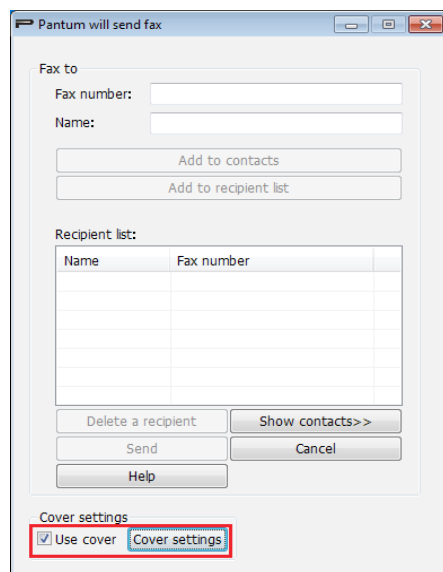 Pantum will send fax
Fax to
Fax number:
Name:
Add to contacts
Add to recipient list
Recipient list:
Name Fax number
Delete a recipient Show contacts>>
Send Cancel
Help
Cover settings
Use cover Cover settings